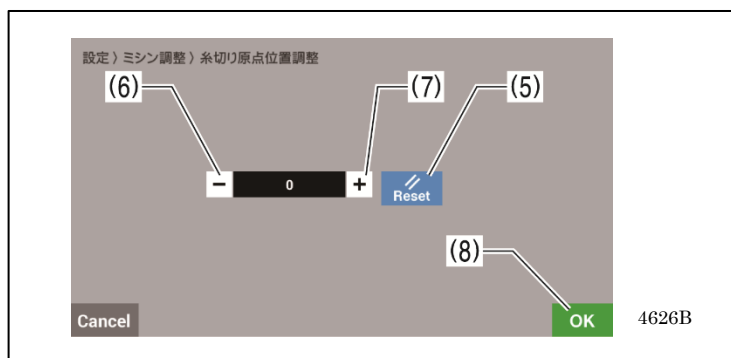 設定 〉ミシン調整 〉糸切り原点位置調整
(6)
(7)
(5)
− 0 +
Reset
(8)
Cancel
OK
4626B